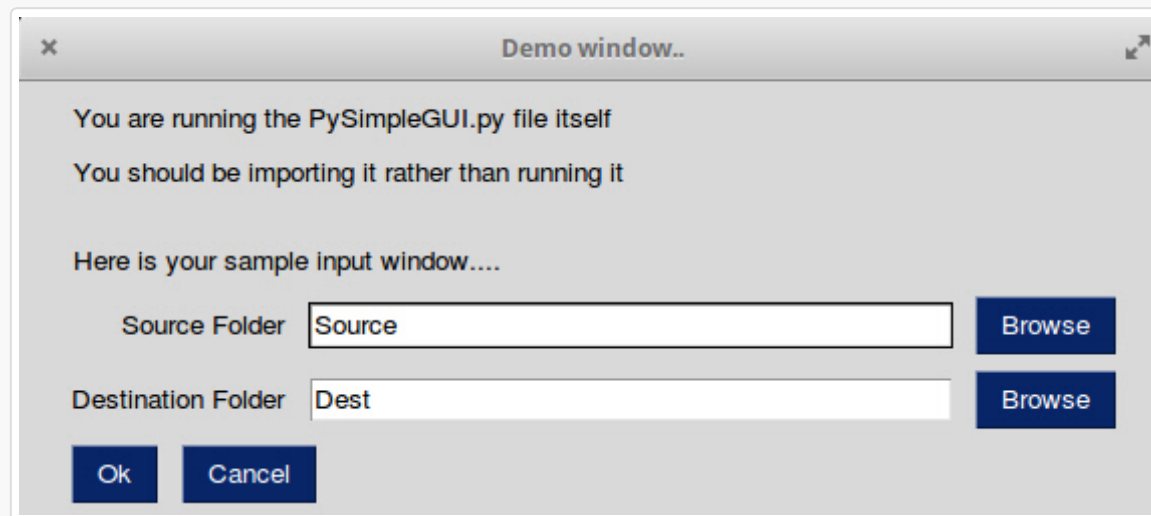 Demo window..
You are running the PySimpleGUI.py file itself
You should be importing it rather than running it
Here is your sample input window....
Source Folder Source Browse
Destination Folder Dest Browse
Ok Cancel